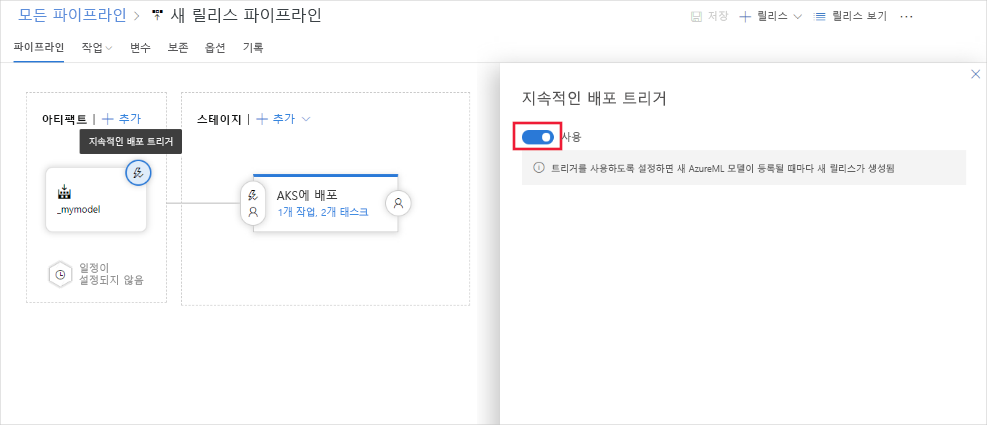 모든 파이프라인 > 새 릴리스 파이프라인
저장 + 릴리스 릴리스 보기 ...
파이프라인 작업 변수 보존 옵션 기록
아티팩트 | + 추가
스테이지 | + 추가
지속적인 배포 트리거
_mymodel
AKS에 배포
1개 작업, 2개 태스크
일정이
설정되지 않음
지속적인 배포 트리거
사용
트리거를 사용하도록 설정하면 새 AzureML 모델이 등록될 때마다 새 릴리스가 생성됨